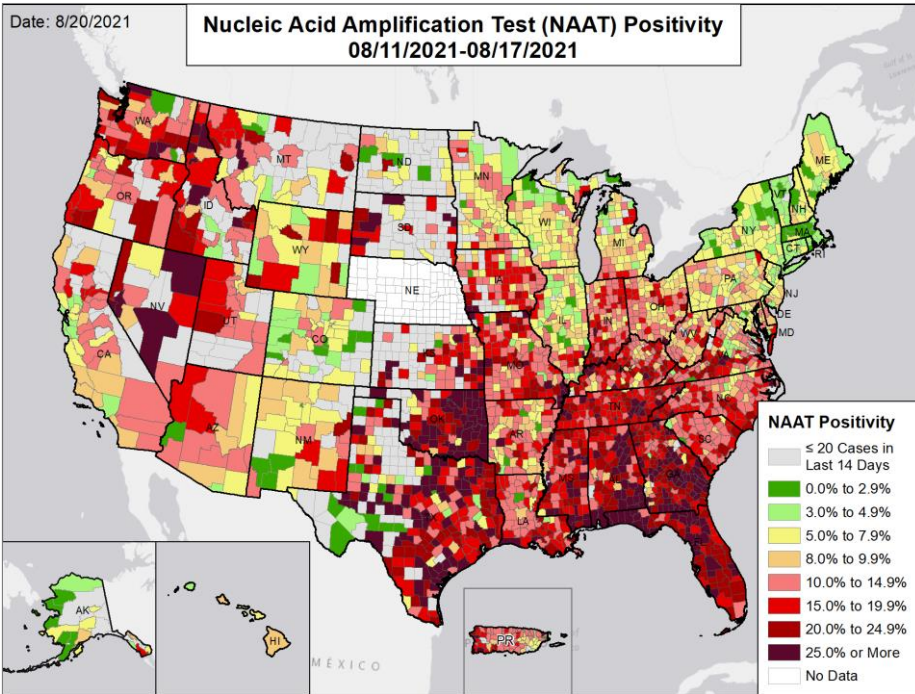 Date: 8/20/2021
Nucleic Acid Amplification Test (NAAT) Positivity
08/11/2021-08/17/2021
WA
MT
ND
MN
ME
OR
ID
WY
SD
WI
MI
VT
NH
NY
MA
CT
RI
NV
UT
CO
NE
IA
IL
IN
OH
PA
NJ
DE
MD
WV
VA
CA
AZ
NM
OK
MO
AR
TN
NC
SC
LA
MS
GA
AK
HI
PR
MÉXICO
NAAT Positivity
≤ 20 Cases in
Last 14 Days
0.0% to 2.9%
3.0% to 4.9%
5.0% to 7.9%
8.0% to 9.9%
10.0% to 14.9%
15.0% to 19.9%
20.0% to 24.9%
25.0% or More
No Data